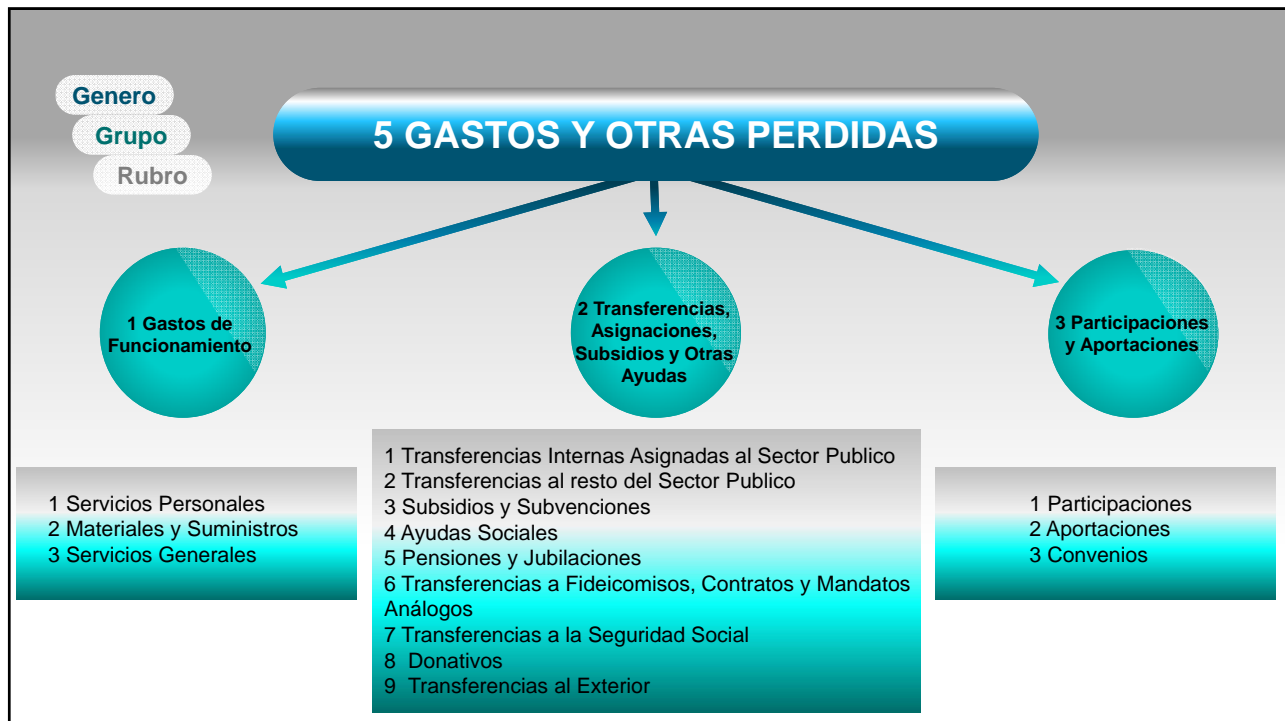 Genero
Grupo
Rubro
5 GASTOS Y OTRAS PERDIDAS
1 Gastos de
Funcionamiento
2 Transferencias,
Asignaciones,
Subsidios y Otras
Ayudas
3 Participaciones
y Aportaciones
1 Servicios Personales
2 Materiales y Suministros
3 Servicios Generales
1 Transferencias Internas Asignadas al Sector Publico
2 Transferencias al resto del Sector Publico
3 Subsidios y Subvenciones
4 Ayudas Sociales
5 Pensiones y Jubilaciones
6 Transferencias a Fideicomisos, Contratos y Mandatos
Análogos
7 Transferencias a la Seguridad Social
8 Donativos
9 Transferencias al Exterior
1 Participaciones
2 Aportaciones
3 Convenios